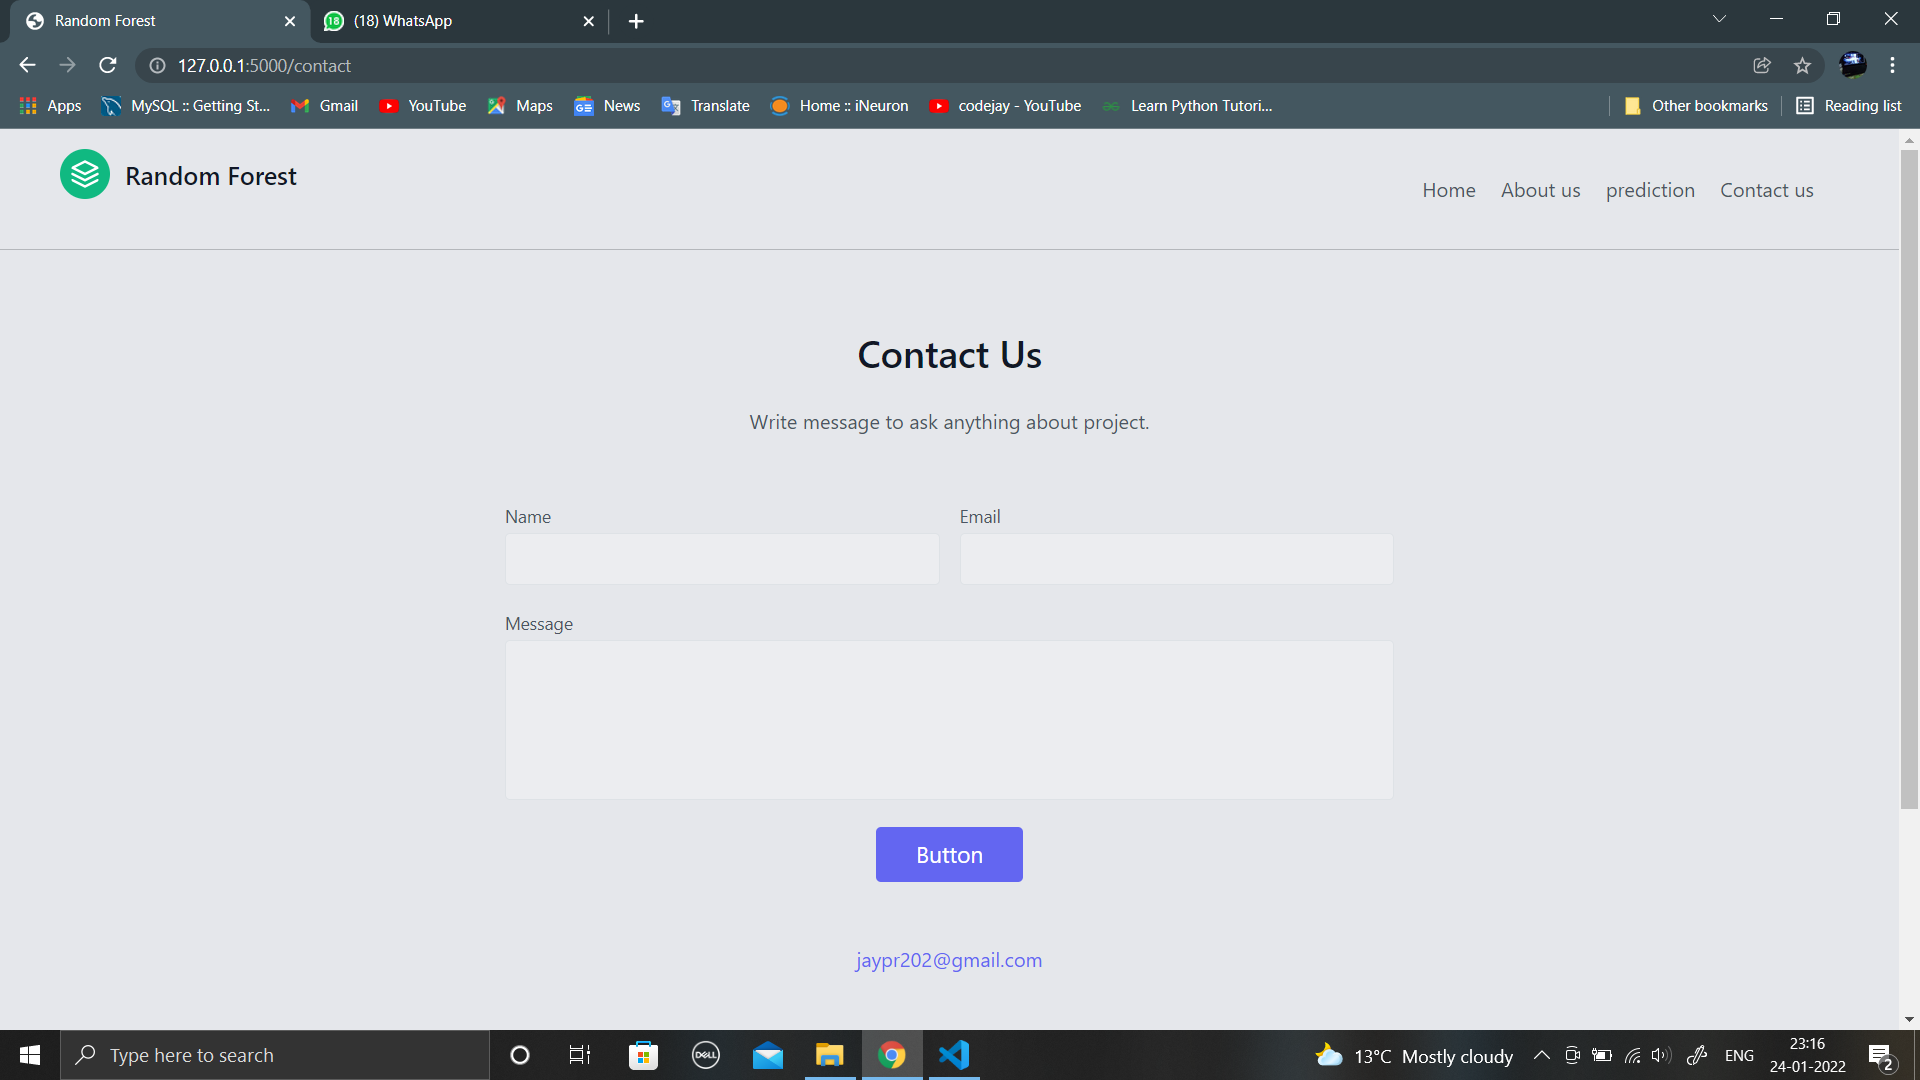 Random Forest
18
(18) WhatsApp
127.0.0.1:5000/contact
Apps
MySQL :: Getting St...
Gmail
YouTube
Maps
News
Translate
Home :: iNeuron
codejay - YouTube
Learn Python Tutori...
Other bookmarks
Reading list
Random Forest
Home
About us
prediction
Contact us
Contact Us
Write message to ask anything about project.
Name
Email
Message
Button
jaypr202@gmail.com
Type here to search
DELL
13°C Mostly cloudy
ENG
23:16
24-01-2022
2